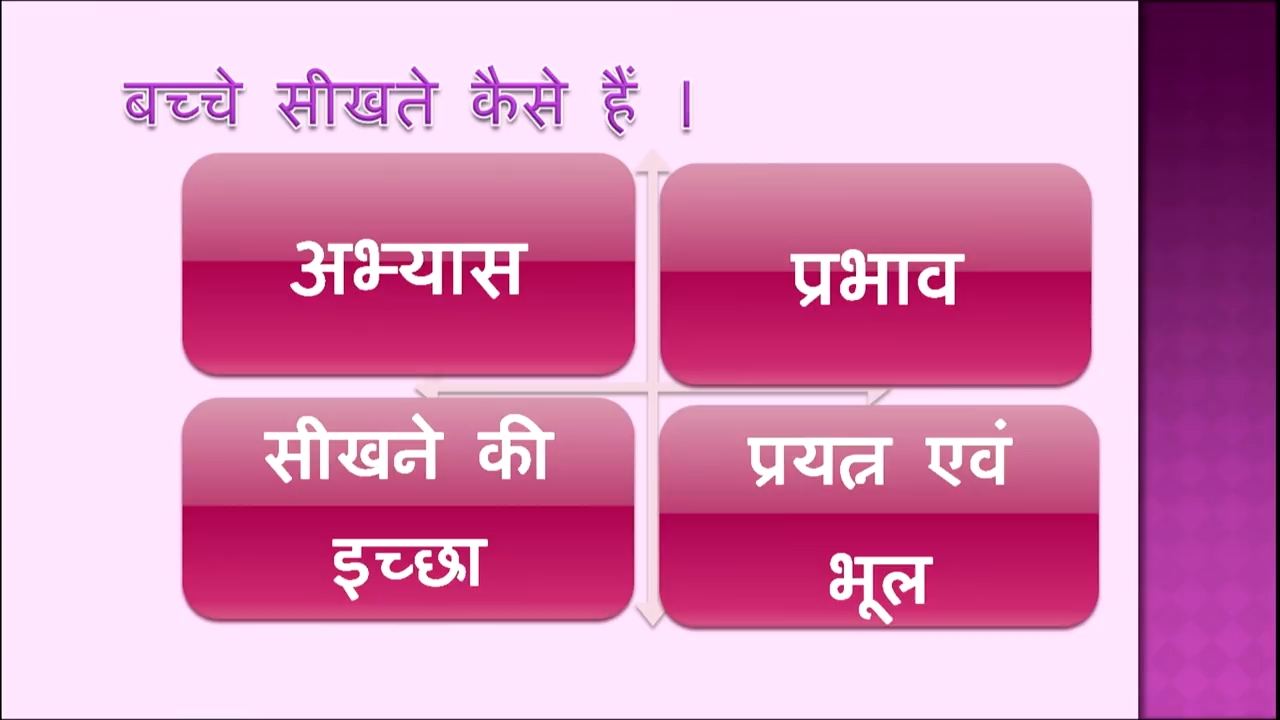 बच्चे सीखते कैसे हैं ।
अभ्यास
प्रभाव
सीखने की
इच्छा
प्रयत्न एवं
भूल